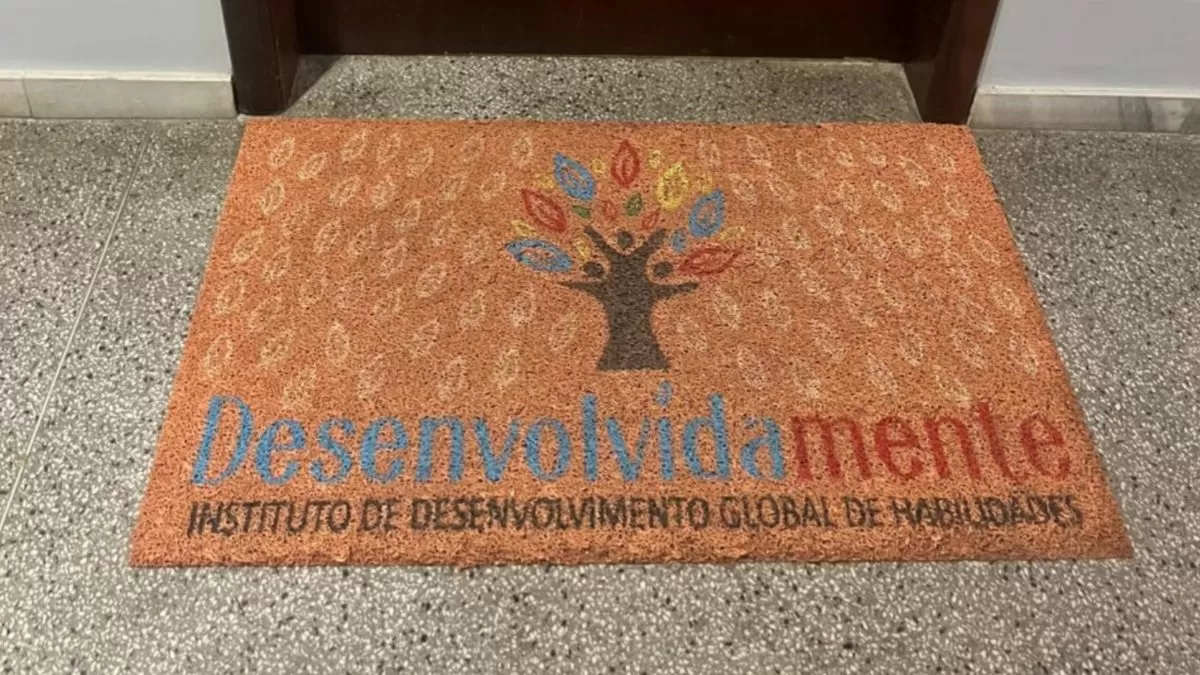 Desenvolvidamente
INSTITUTO DE DESENVOLVIMENTO GLOBAL DE HABILIDADES